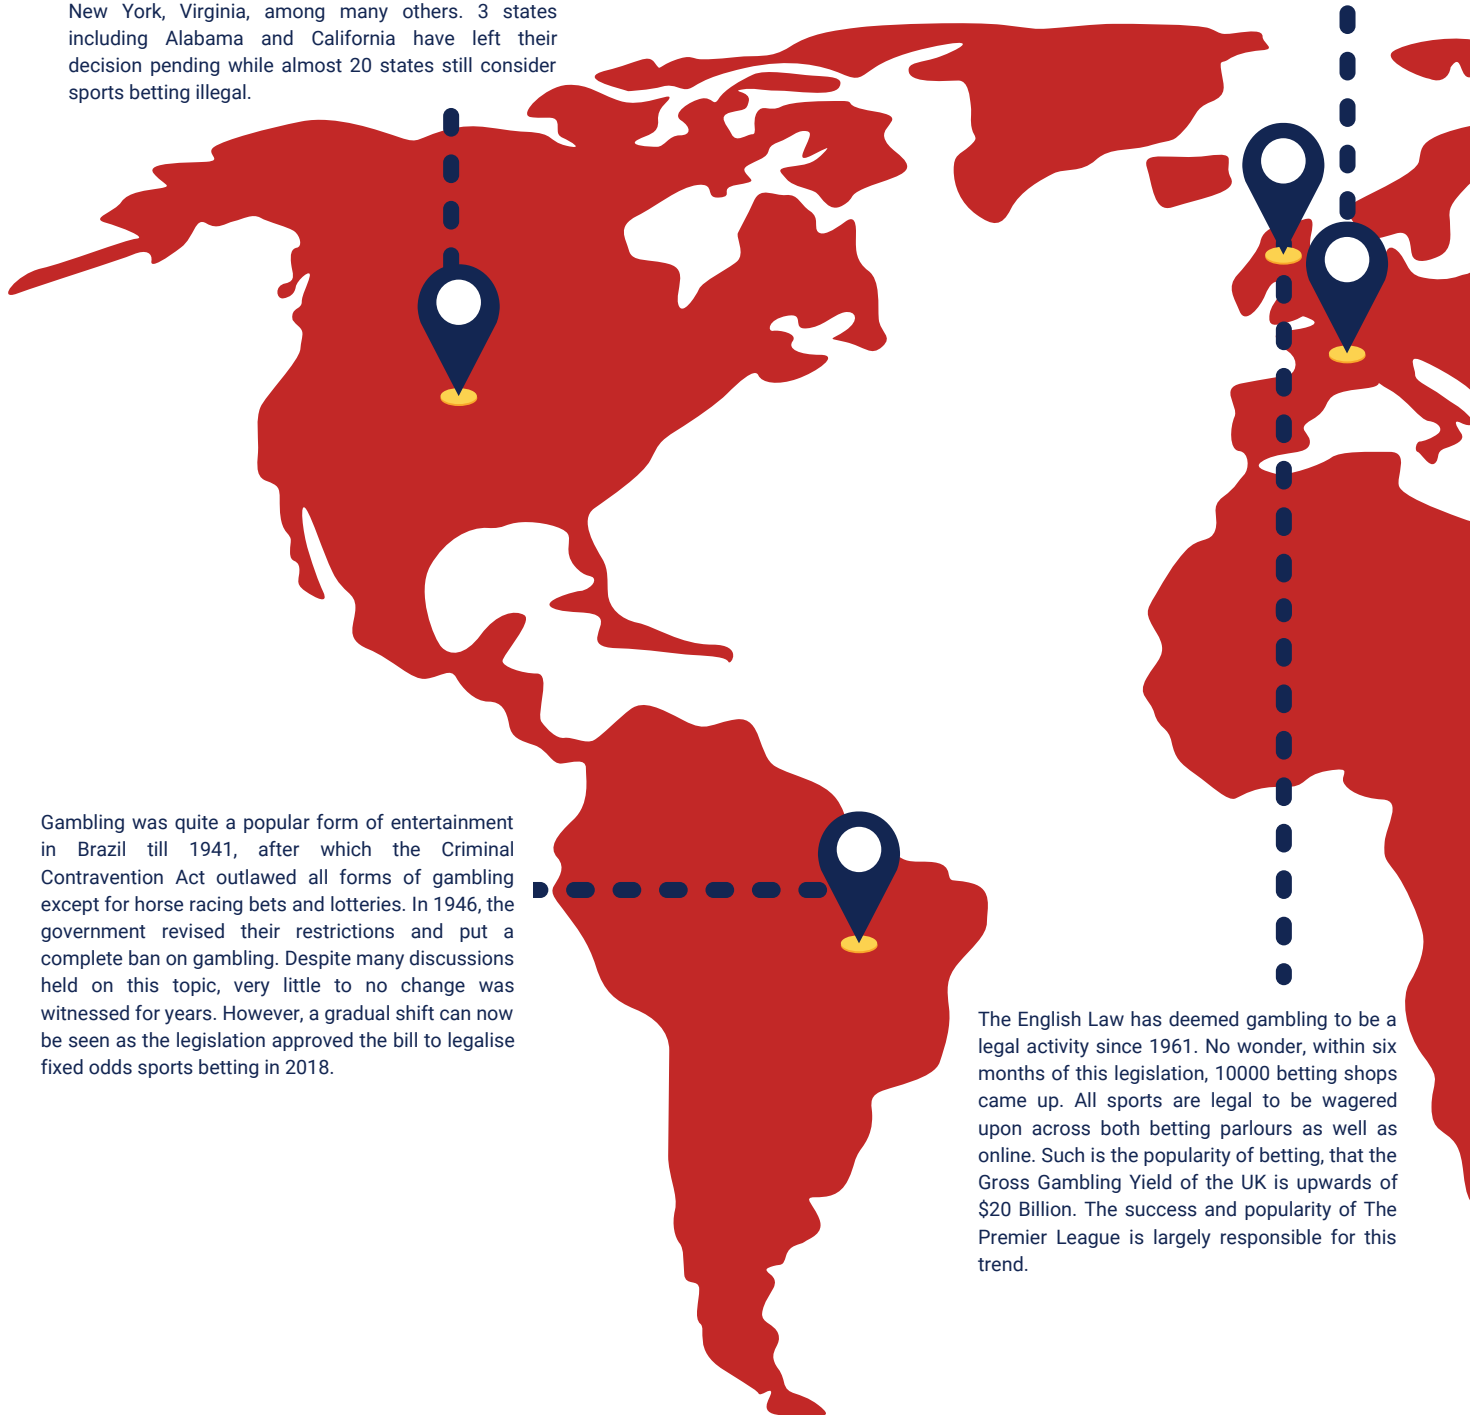 New York, Virginia, among many others. 3 states
including Alabama and California have left their
decision pending while almost 20 states still consider
sports betting illegal.
Gambling was quite a popular form of entertainment
in Brazil till 1941, after which the Criminal
Contravention Act outlawed all forms of gambling
except for horse racing bets and lotteries. In 1946, the
government revised their restrictions and put a
complete ban on gambling. Despite many discussions
held on this topic, very little to no change was
witnessed for years. However, a gradual shift can now
be seen as the legislation approved the bill to legalise
fixed odds sports betting in 2018.
The English Law has deemed gambling to be a
legal activity since 1961. No wonder, within six
months of this legislation, 10000 betting shops
came up. All sports are legal to be wagered
upon across both betting parlours as well as
online. Such is the popularity of betting, that the
Gross Gambling Yield of the UK is upwards of
$20 Billion. The success and popularity of The
Premier League is largely responsible for this
trend.